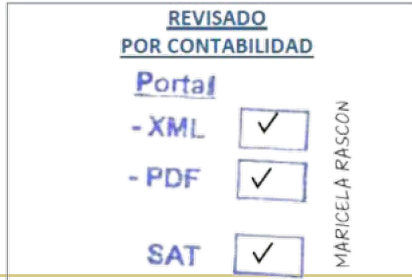 REVISADO
POR CONTABILIDAD
Portal
- XML ✓
- PDF ✓
SAT ✓
MARICELA RASCON